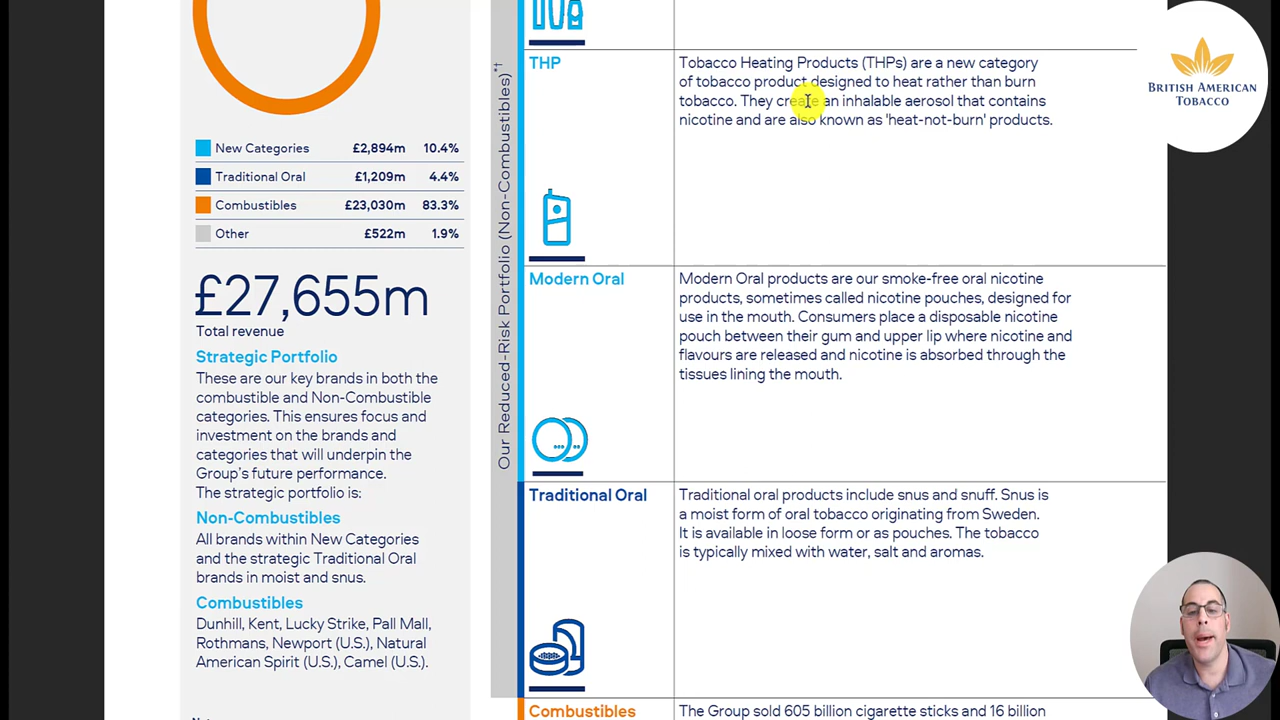 New Categories £2,894m 10.4%
Traditional Oral £1,209m 4.4%
Combustibles £23,030m 83.3%
Other £522m 1.9%
£27,655m
Total revenue
Strategic Portfolio
These are our key brands in both the
combustible and Non-Combustible
categories. This ensures focus and
investment on the brands and
categories that will underpin the
Group's future performance.
The strategic portfolio is:
Non-Combustibles
All brands within New Categories
and the strategic Traditional Oral
brands in moist and snus.
Combustibles
Dunhill, Kent, Lucky Strike, Pall Mall,
Rothmans, Newport (U.S.), Natural
American Spirit (U.S.), Camel (U.S.).
Our Reduced-Risk Portfolio (Non-Combustibles)*†
THP
Tobacco Heating Products (THPs) are a new category
of tobacco product designed to heat rather than burn
tobacco. They create an inhalable aerosol that contains
nicotine and are also known as 'heat-not-burn' products.
Modern Oral
Modern Oral products are our smoke-free oral nicotine
products, sometimes called nicotine pouches, designed for
use in the mouth. Consumers place a disposable nicotine
pouch between their gum and upper lip where nicotine and
flavours are released and nicotine is absorbed through the
tissues lining the mouth.
Traditional Oral
Traditional oral products include snus and snuff. Snus is
a moist form of oral tobacco originating from Sweden.
It is available in loose form or as pouches. The tobacco
is typically mixed with water, salt and aromas.
Combustibles
The Group sold 605 billion cigarette sticks and 16 billion
BRITISH AMERICAN
TOBACCO